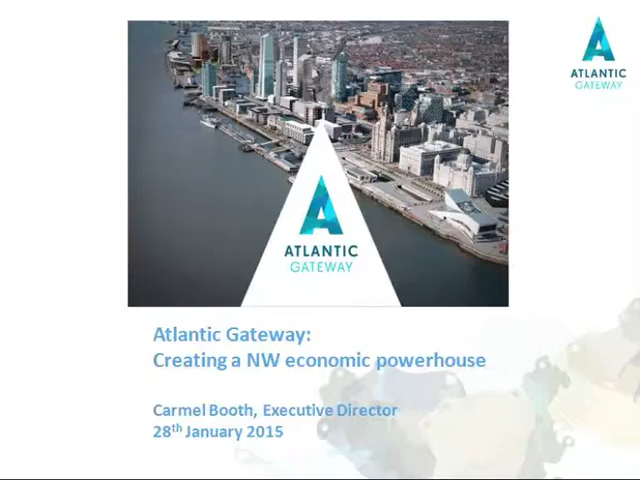 ATLANTIC
GATEWAY
ATLANTIC
GATEWAY
Atlantic Gateway:
Creating a NW economic powerhouse
Carmel Booth, Executive Director
28th January 2015